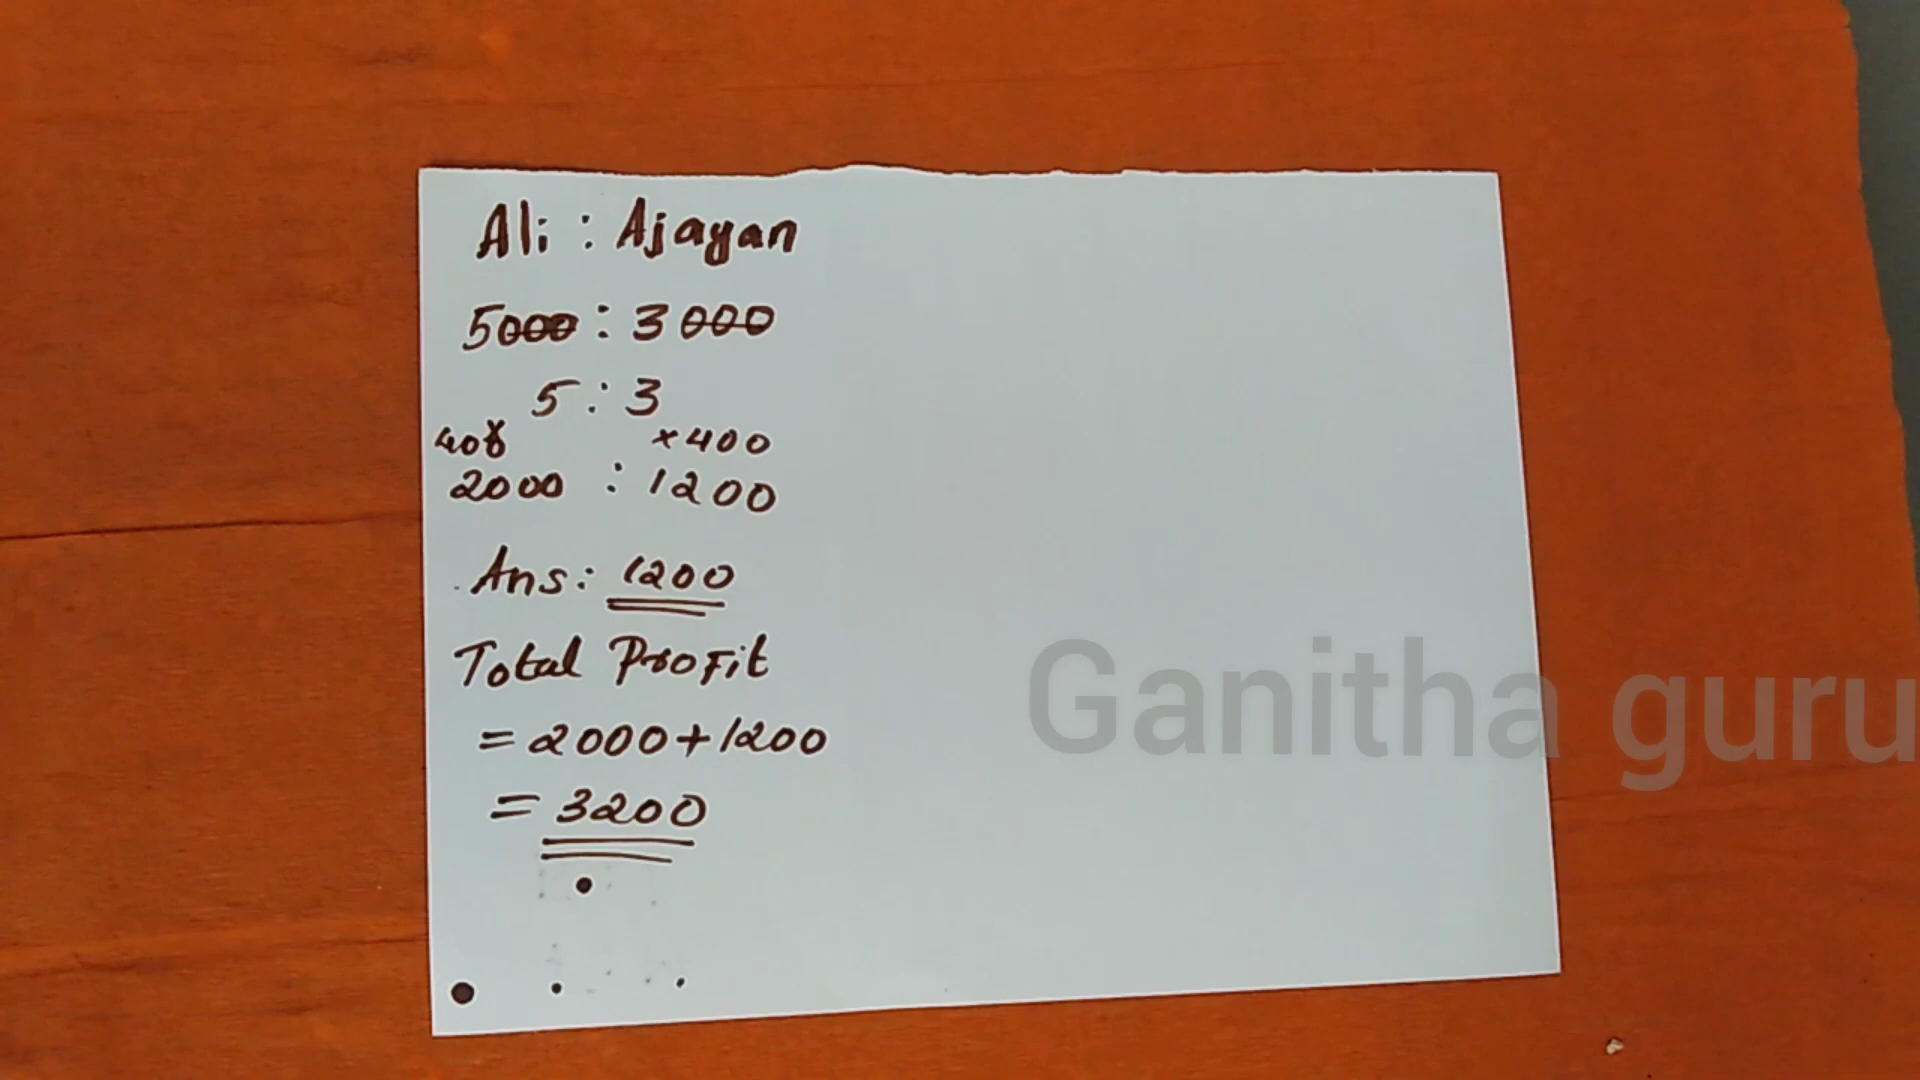 Ali : Ajayan
5000 : 3000
5 : 3
400× ×400
2000 : 1200
Ans: 1200
Total Profit
= 2000+1200
= 3200
Ganitha guru